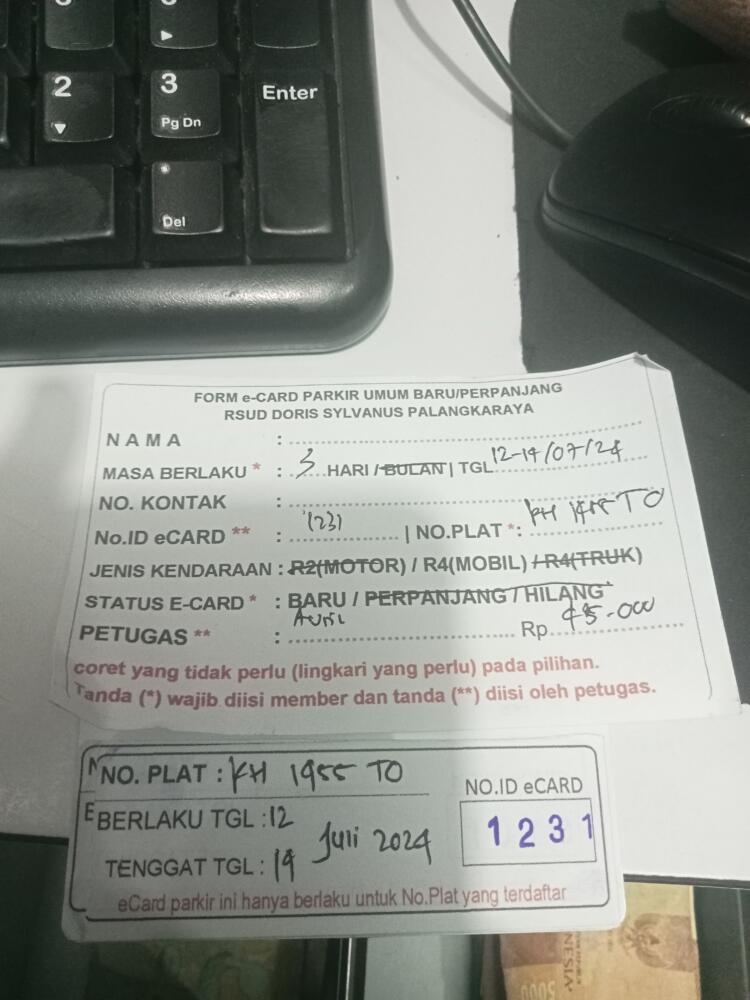 2
3
Pg Dn
Enter
Del
FORM e-CARD PARKIR UMUM BARU/PERPANJANG
RSUD DORIS SYLVANUS PALANGKARAYA
NAMA :
MASA BERLAKU * : 3 HARI / BULAN | TGL 12-14/07/24
NO. KONTAK :
No.ID eCARD ** : 1231 | NO.PLAT *: KH 1955 TO
JENIS KENDARAAN : R2(MOTOR) / R4(MOBIL) / R4(TRUK)
STATUS E-CARD * : BARU / PERPANJANG / HILANG
PETUGAS ** : Rp 45.000
coret yang tidak perlu (lingkari yang perlu) pada pilihan.
Tanda (*) wajib diisi member dan tanda (**) diisi oleh petugas.
NO. PLAT : KH 1955 TO
NO.ID eCARD
BERLAKU TGL : 12
1231
Juli 2024
TENGGAT TGL : 14
eCard parkir ini hanya berlaku untuk No.Plat yang terdaftar
5000